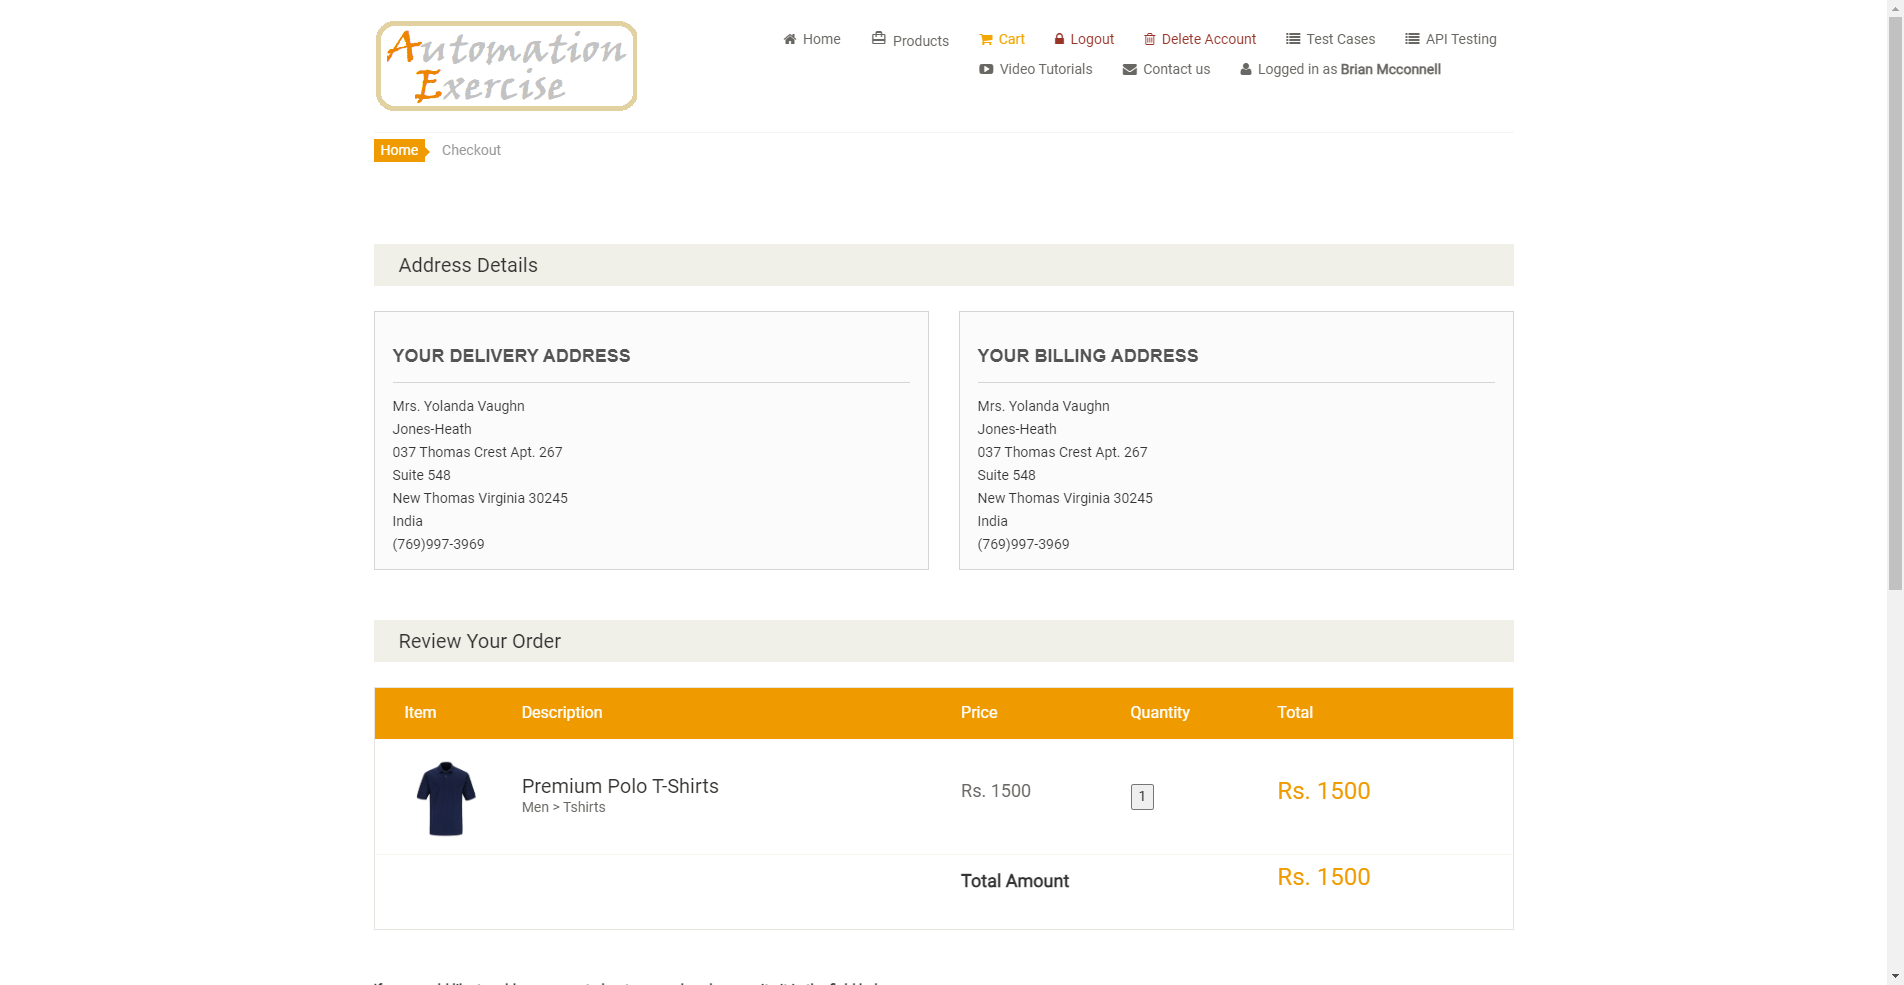 Automation
Exercise
Home
Products
Cart
Logout
Delete Account
Test Cases
API Testing
Video Tutorials
Contact us
Logged in as Brian Mcconnell
Home
Checkout
Address Details
YOUR DELIVERY ADDRESS
Mrs. Yolanda Vaughn
Jones-Heath
037 Thomas Crest Apt. 267
Suite 548
New Thomas Virginia 30245
India
(769)997-3969
YOUR BILLING ADDRESS
Mrs. Yolanda Vaughn
Jones-Heath
037 Thomas Crest Apt. 267
Suite 548
New Thomas Virginia 30245
India
(769)997-3969
Review Your Order
Item Description Price Quantity Total
Premium Polo T-Shirts
Men > Tshirts
Rs. 1500
1
Rs. 1500
Total Amount
Rs. 1500